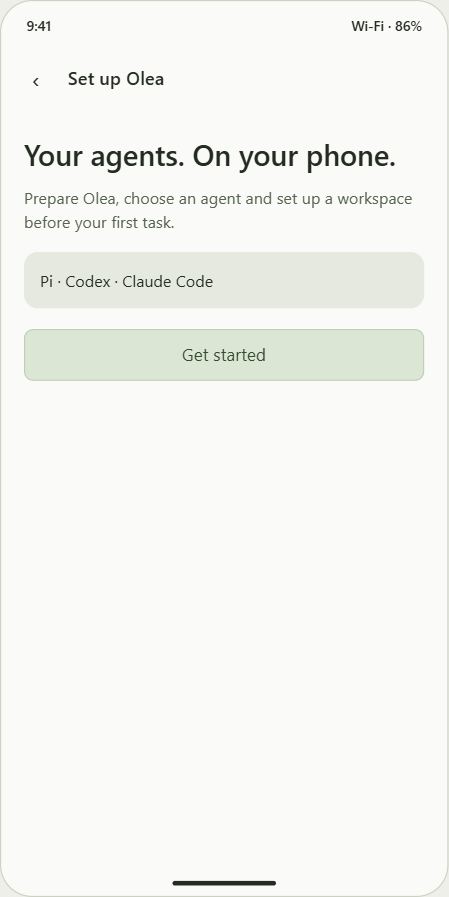 9:41
Wi-Fi · 86%
‹ Set up Olea
Your agents. On your phone.
Prepare Olea, choose an agent and set up a workspace
before your first task.
Pi · Codex · Claude Code
Get started